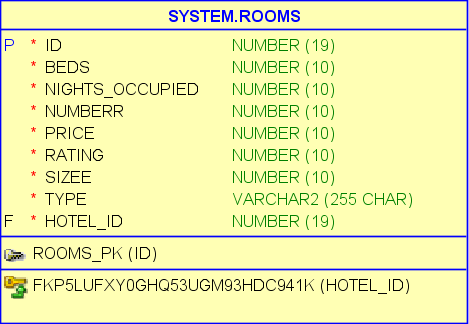 SYSTEM.ROOMS
P * ID NUMBER (19)
* BEDS NUMBER (10)
* NIGHTS_OCCUPIED NUMBER (10)
* NUMBERR NUMBER (10)
* PRICE NUMBER (10)
* RATING NUMBER (10)
* SIZEE NUMBER (10)
* TYPE VARCHAR2 (255 CHAR)
F * HOTEL_ID NUMBER (19)
ROOMS_PK (ID)
FKP5LUFXY0GHQ53UGM93HDC941K (HOTEL_ID)